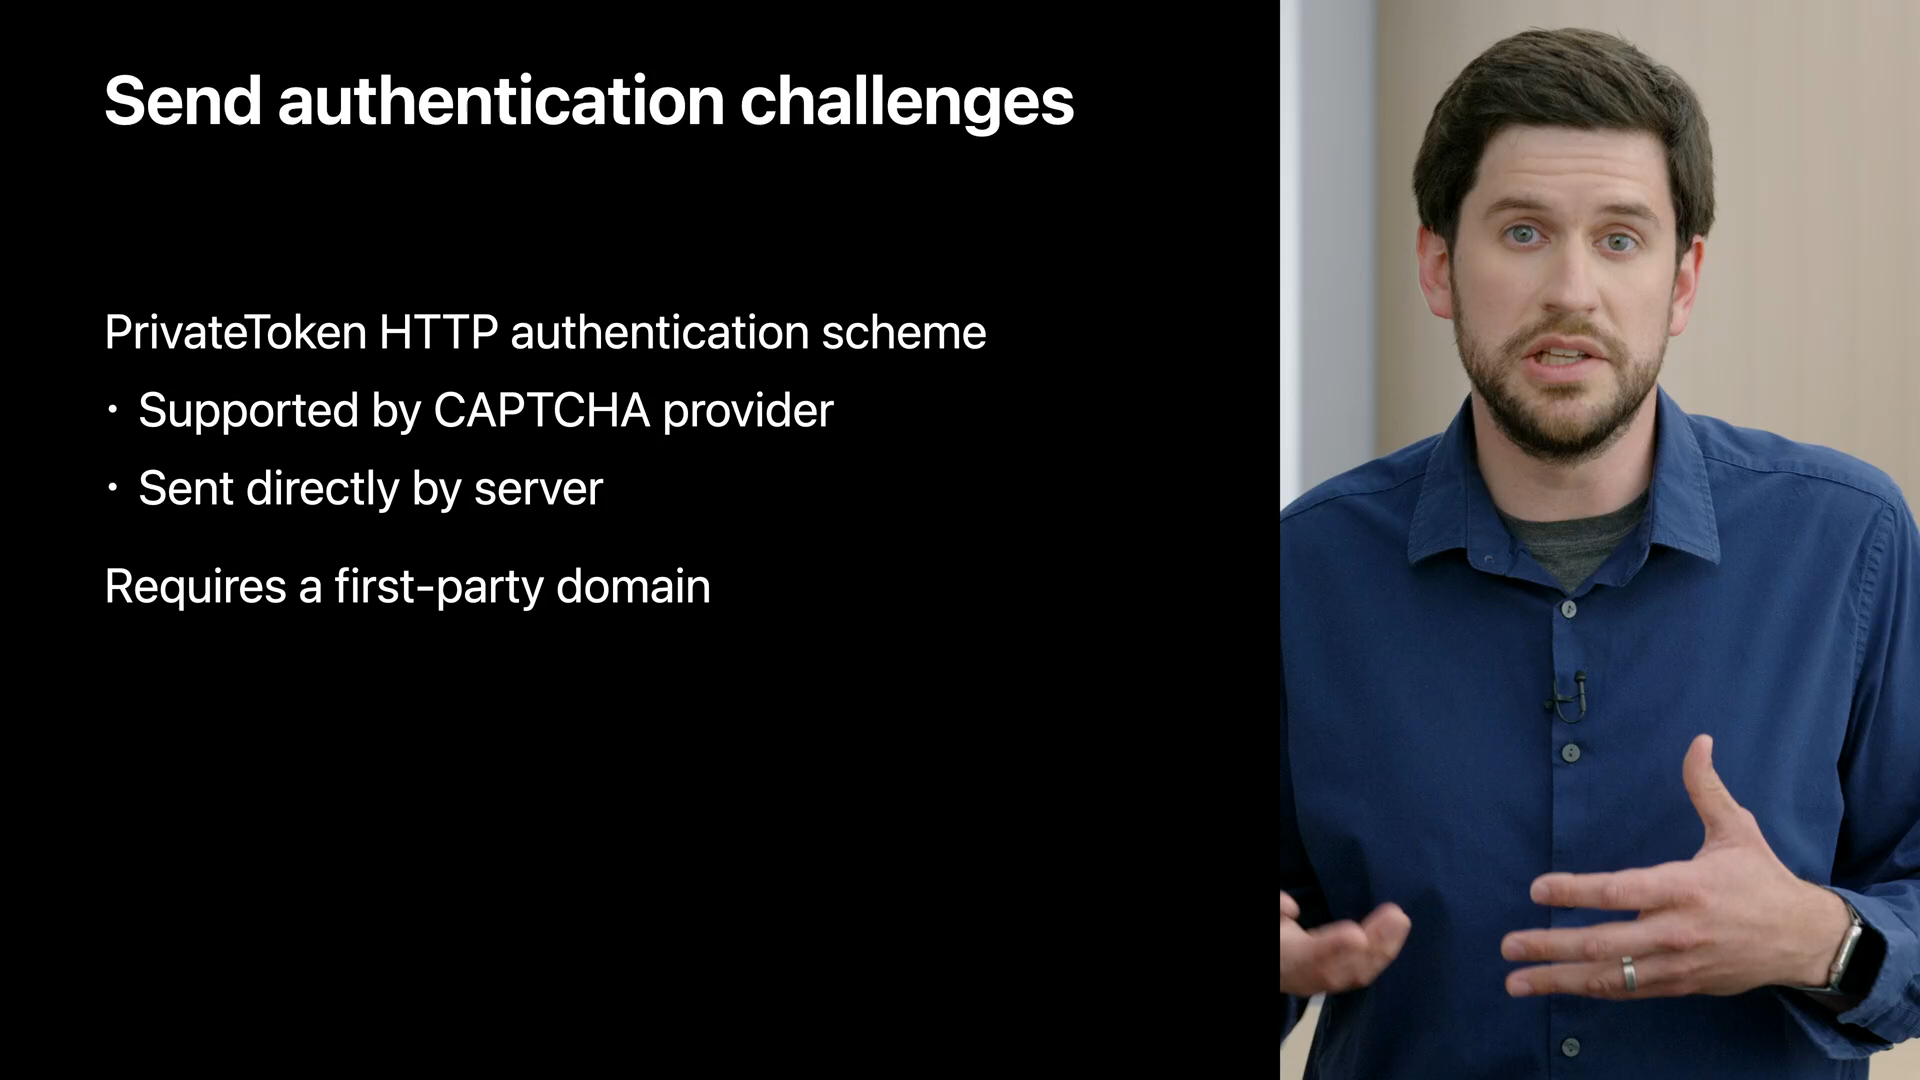 Send authentication challenges
PrivateToken HTTP authentication scheme
• Supported by CAPTCHA provider
• Sent directly by server
Requires a first-party domain